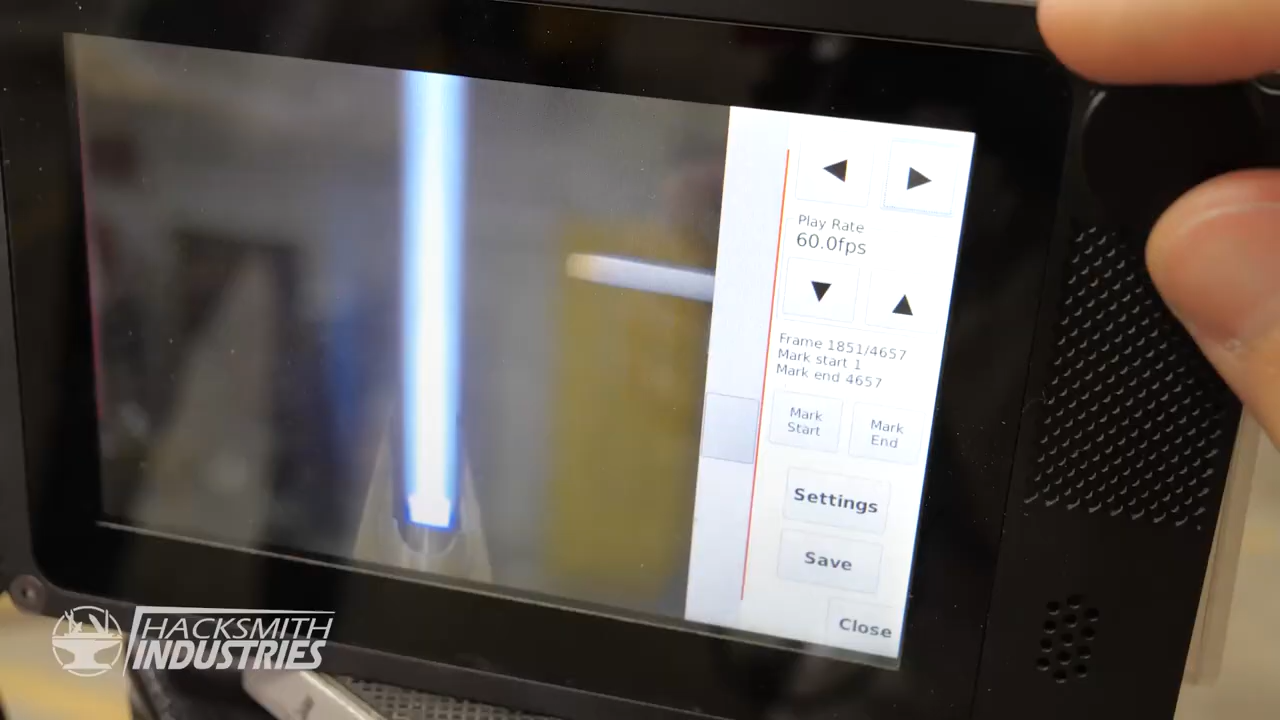 Play Rate
60.0fps
Frame 1851/4657
Mark start 1
Mark end 4657
Mark
Start
Mark
End
Settings
Save
Close
HACKSMITH
INDUSTRIES